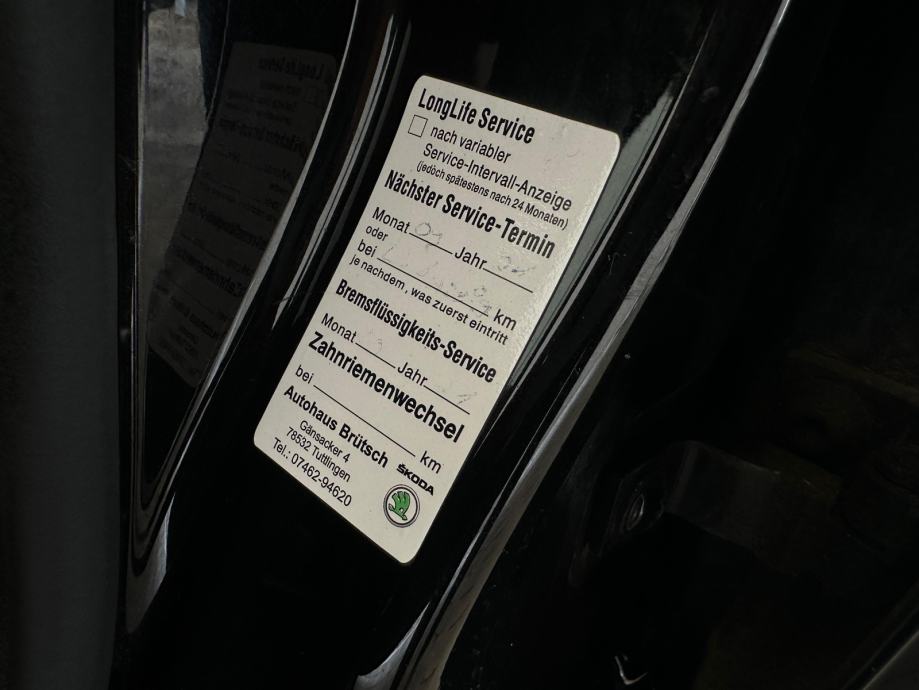 LongLife Service
nach variabler
Service-Intervall-Anzeige
(jedoch spätestens nach 24 Monaten)
Nächster Service-Termin
Monat 01 Jahr
oder
bei km
je nachdem, was zuerst eintritt
Bremsflüssigkeits-Service
Monat Jahr
Zahnriemenwechsel
bei km
Autohaus Brütsch
Gänsacker 4
78532 Tuttlingen
Tel.: 07462-94620
ŠKODA